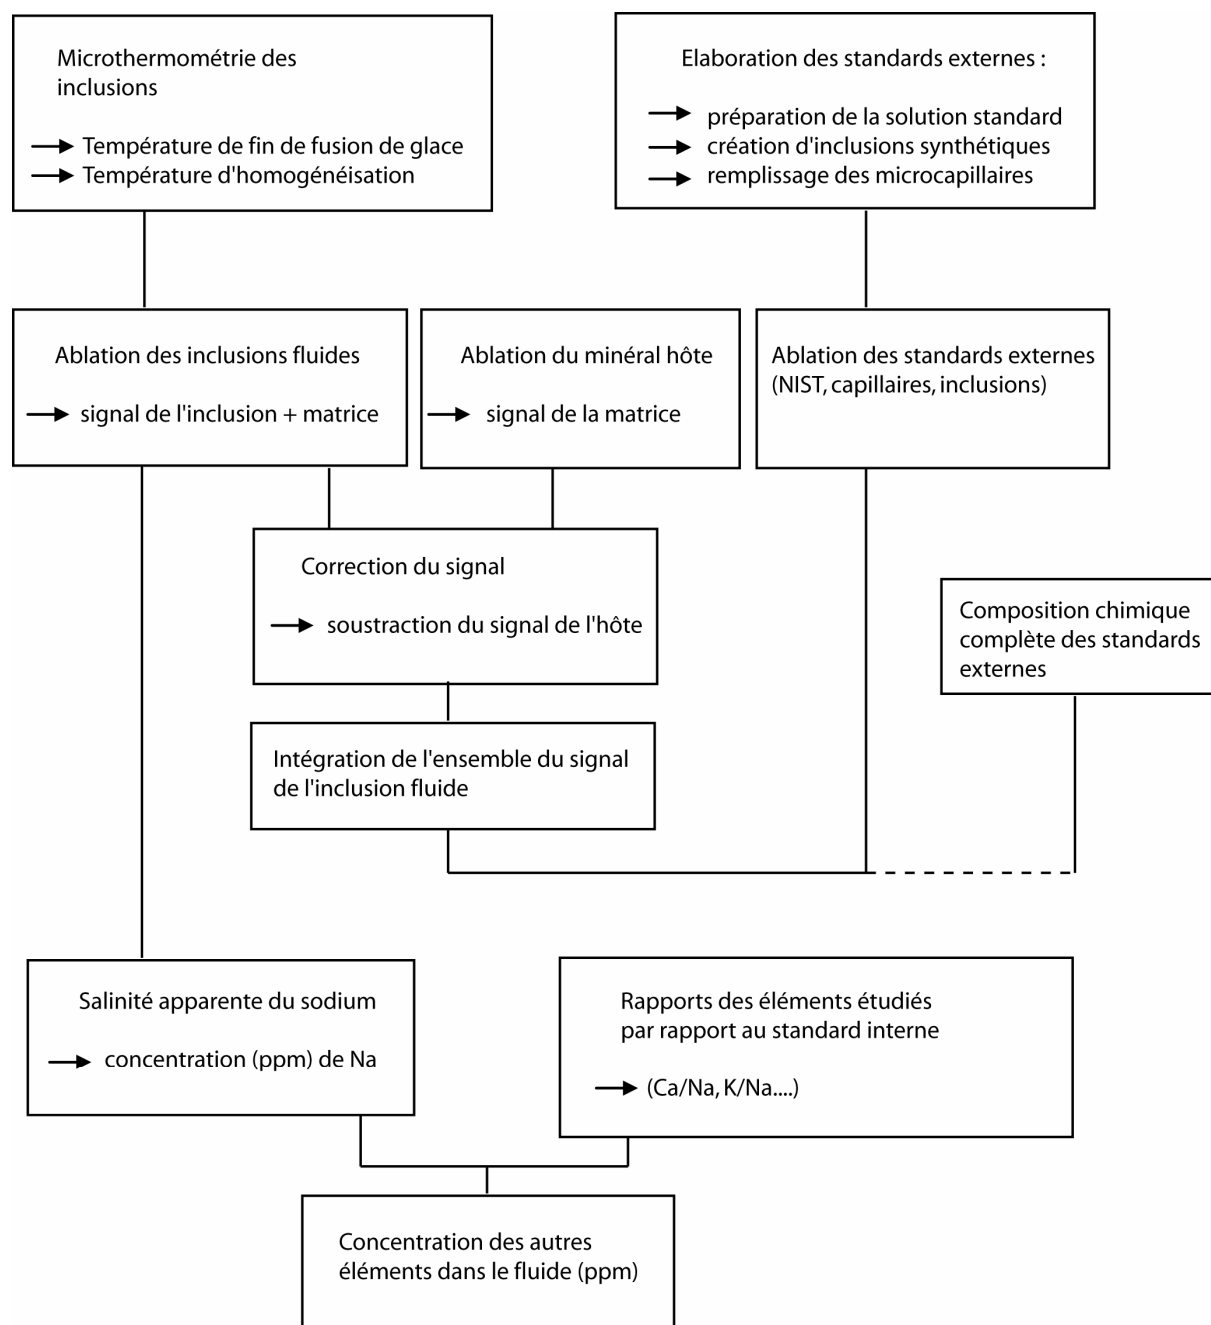 Microthermométrie des
inclusions
Température de fin de fusion de glace
Température d'homogénéisation
Elaboration des standards externes :
préparation de la solution standard
création d'inclusions synthétiques
remplissage des microcapillaires
Ablation des inclusions fluides
signal de l'inclusion + matrice
Ablation du minéral hôte
signal de la matrice
Ablation des standards externes
(NIST, capillaires, inclusions)
Correction du signal
soustraction du signal de l'hôte
Composition chimique
complète des standards
externes
Intégration de l'ensemble du signal
de l'inclusion fluide
Salinité apparente du sodium
concentration (ppm) de Na
Rapports des éléments étudiés
par rapport au standard interne
(Ca/Na, K/Na....)
Concentration des autres
éléments dans le fluide (ppm)